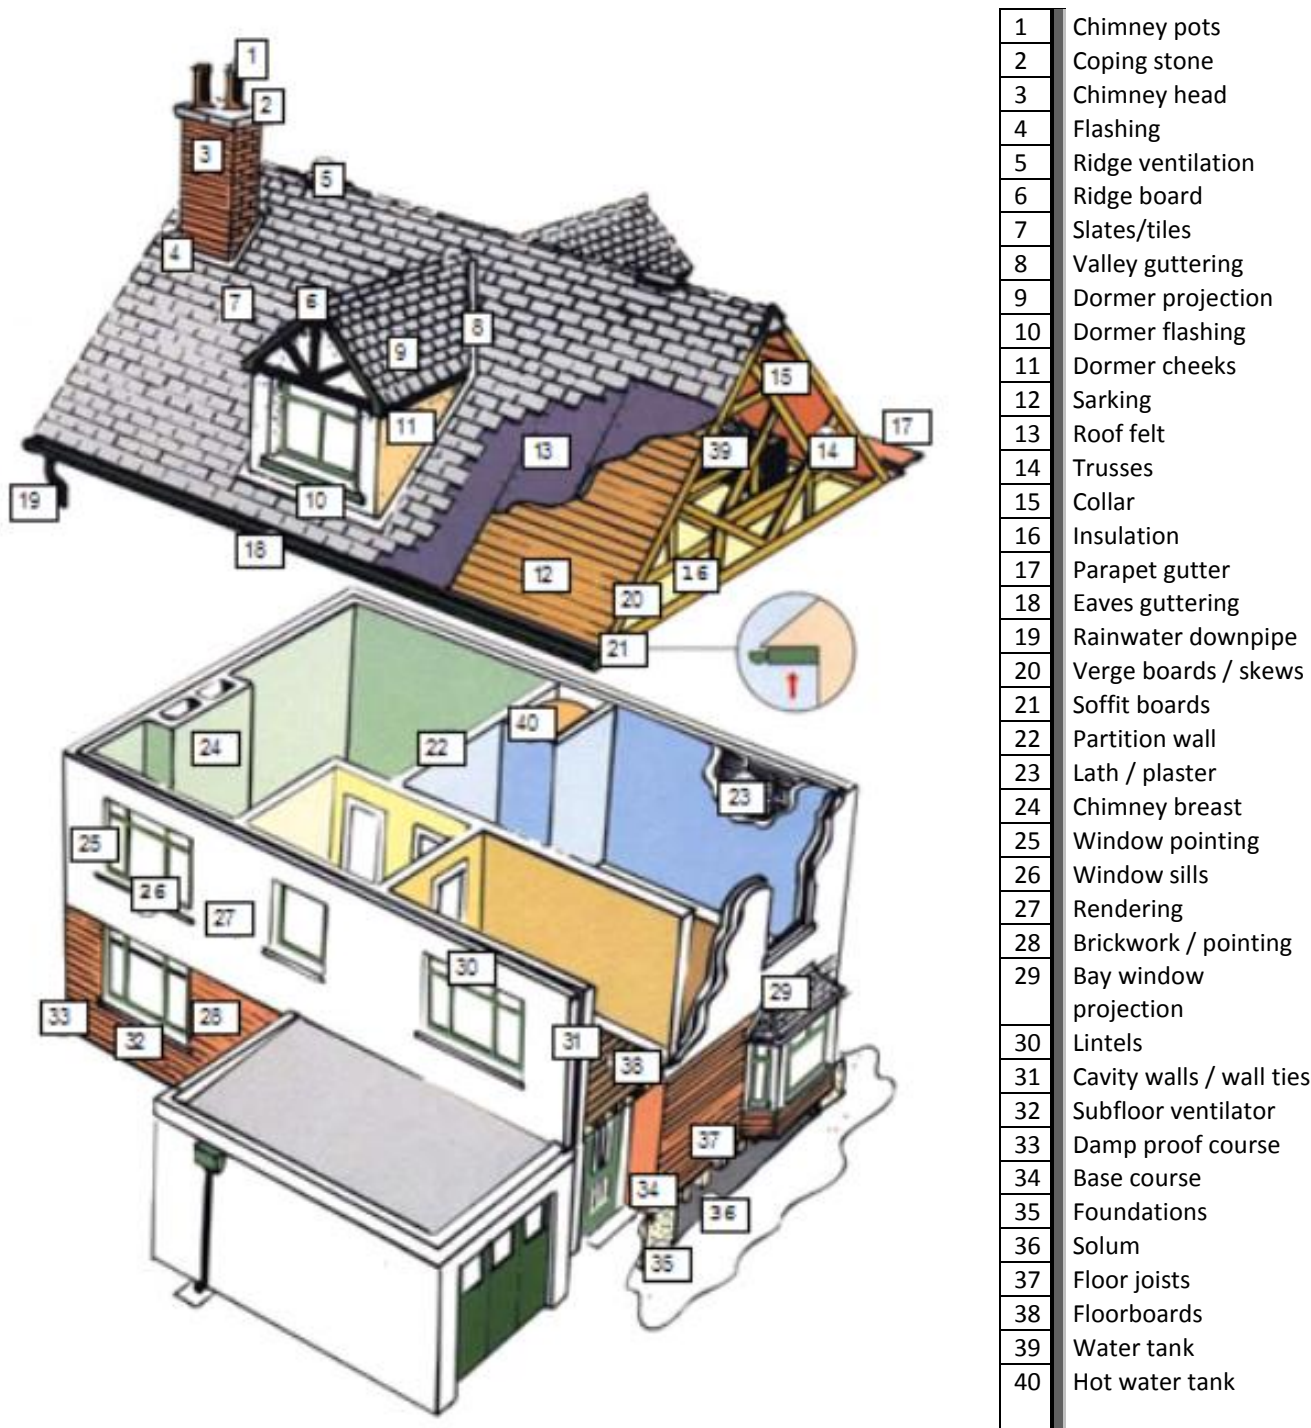 1 Chimney pots
2 Coping stone
3 Chimney head
4 Flashing
5 Ridge ventilation
6 Ridge board
7 Slates/tiles
8 Valley guttering
9 Dormer projection
10 Dormer flashing
11 Dormer cheeks
12 Sarking
13 Roof felt
14 Trusses
15 Collar
16 Insulation
17 Parapet gutter
18 Eaves guttering
19 Rainwater downpipe
20 Verge boards / skews
21 Soffit boards
22 Partition wall
23 Lath / plaster
24 Chimney breast
25 Window pointing
26 Window sills
27 Rendering
28 Brickwork / pointing
29 Bay window
projection
30 Lintels
31 Cavity walls / wall ties
32 Subfloor ventilator
33 Damp proof course
34 Base course
35 Foundations
36 Solum
37 Floor joists
38 Floorboards
39 Water tank
40 Hot water tank
1
2
3
5
4
7
6
8
9
15
11
13
39
14
17
19
10
18
12
16
20
21
24
22
40
23
25
26
27
30
29
33
32
28
31
38
37
34
36
35